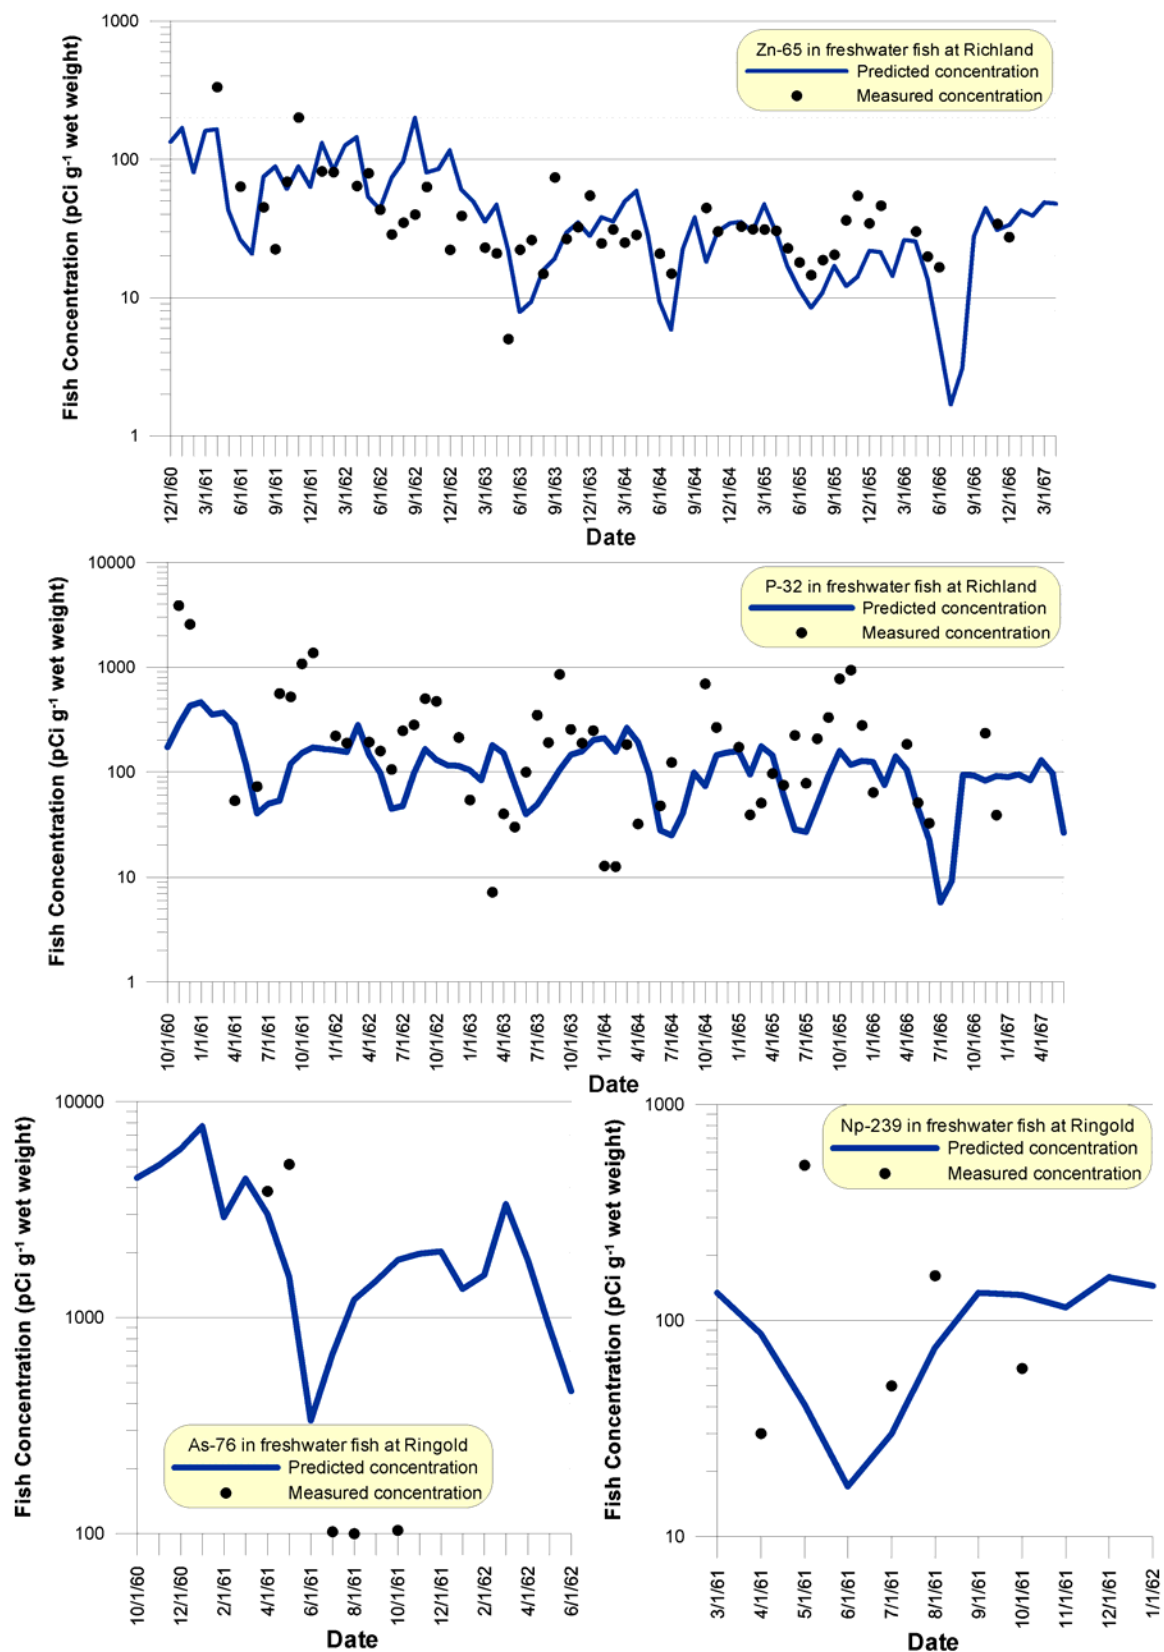 1000
100
10
1
Fish Concentration (pCi g⁻¹ wet weight)
Zn-65 in freshwater fish at Richland
Predicted concentration
Measured concentration
12/1/60 3/1/61 6/1/61 9/1/61 12/1/61 3/1/62 6/1/62 9/1/62 12/1/62 3/1/63 6/1/63 9/1/63 12/1/63 3/1/64 6/1/64 9/1/64 12/1/64 3/1/65 6/1/65 9/1/65 12/1/65 3/1/66 6/1/66 9/1/66 12/1/66 3/1/67
Date
10000
1000
100
10
1
Fish Concentration (pCi g⁻¹ wet weight)
P-32 in freshwater fish at Richland
Predicted concentration
Measured concentration
10/1/60 1/1/61 4/1/61 7/1/61 10/1/61 1/1/62 4/1/62 7/1/62 10/1/62 1/1/63 4/1/63 7/1/63 10/1/63 1/1/64 4/1/64 7/1/64 10/1/64 1/1/65 4/1/65 7/1/65 10/1/65 1/1/66 4/1/66 7/1/66 10/1/66 1/1/67 4/1/67
Date
10000
1000
100
Fish Concentration (pCi g⁻¹ wet weight)
As-76 in freshwater fish at Ringold
Predicted concentration
Measured concentration
10/1/60 12/1/60 2/1/61 4/1/61 6/1/61 8/1/61 10/1/61 12/1/61 2/1/62 4/1/62 6/1/62
Date
1000
100
10
Fish Concentration (pCi g⁻¹ wet weight)
Np-239 in freshwater fish at Ringold
Predicted concentration
Measured concentration
3/1/61 4/1/61 5/1/61 6/1/61 7/1/61 8/1/61 9/1/61 10/1/61 11/1/61 12/1/61 1/1/62
Date